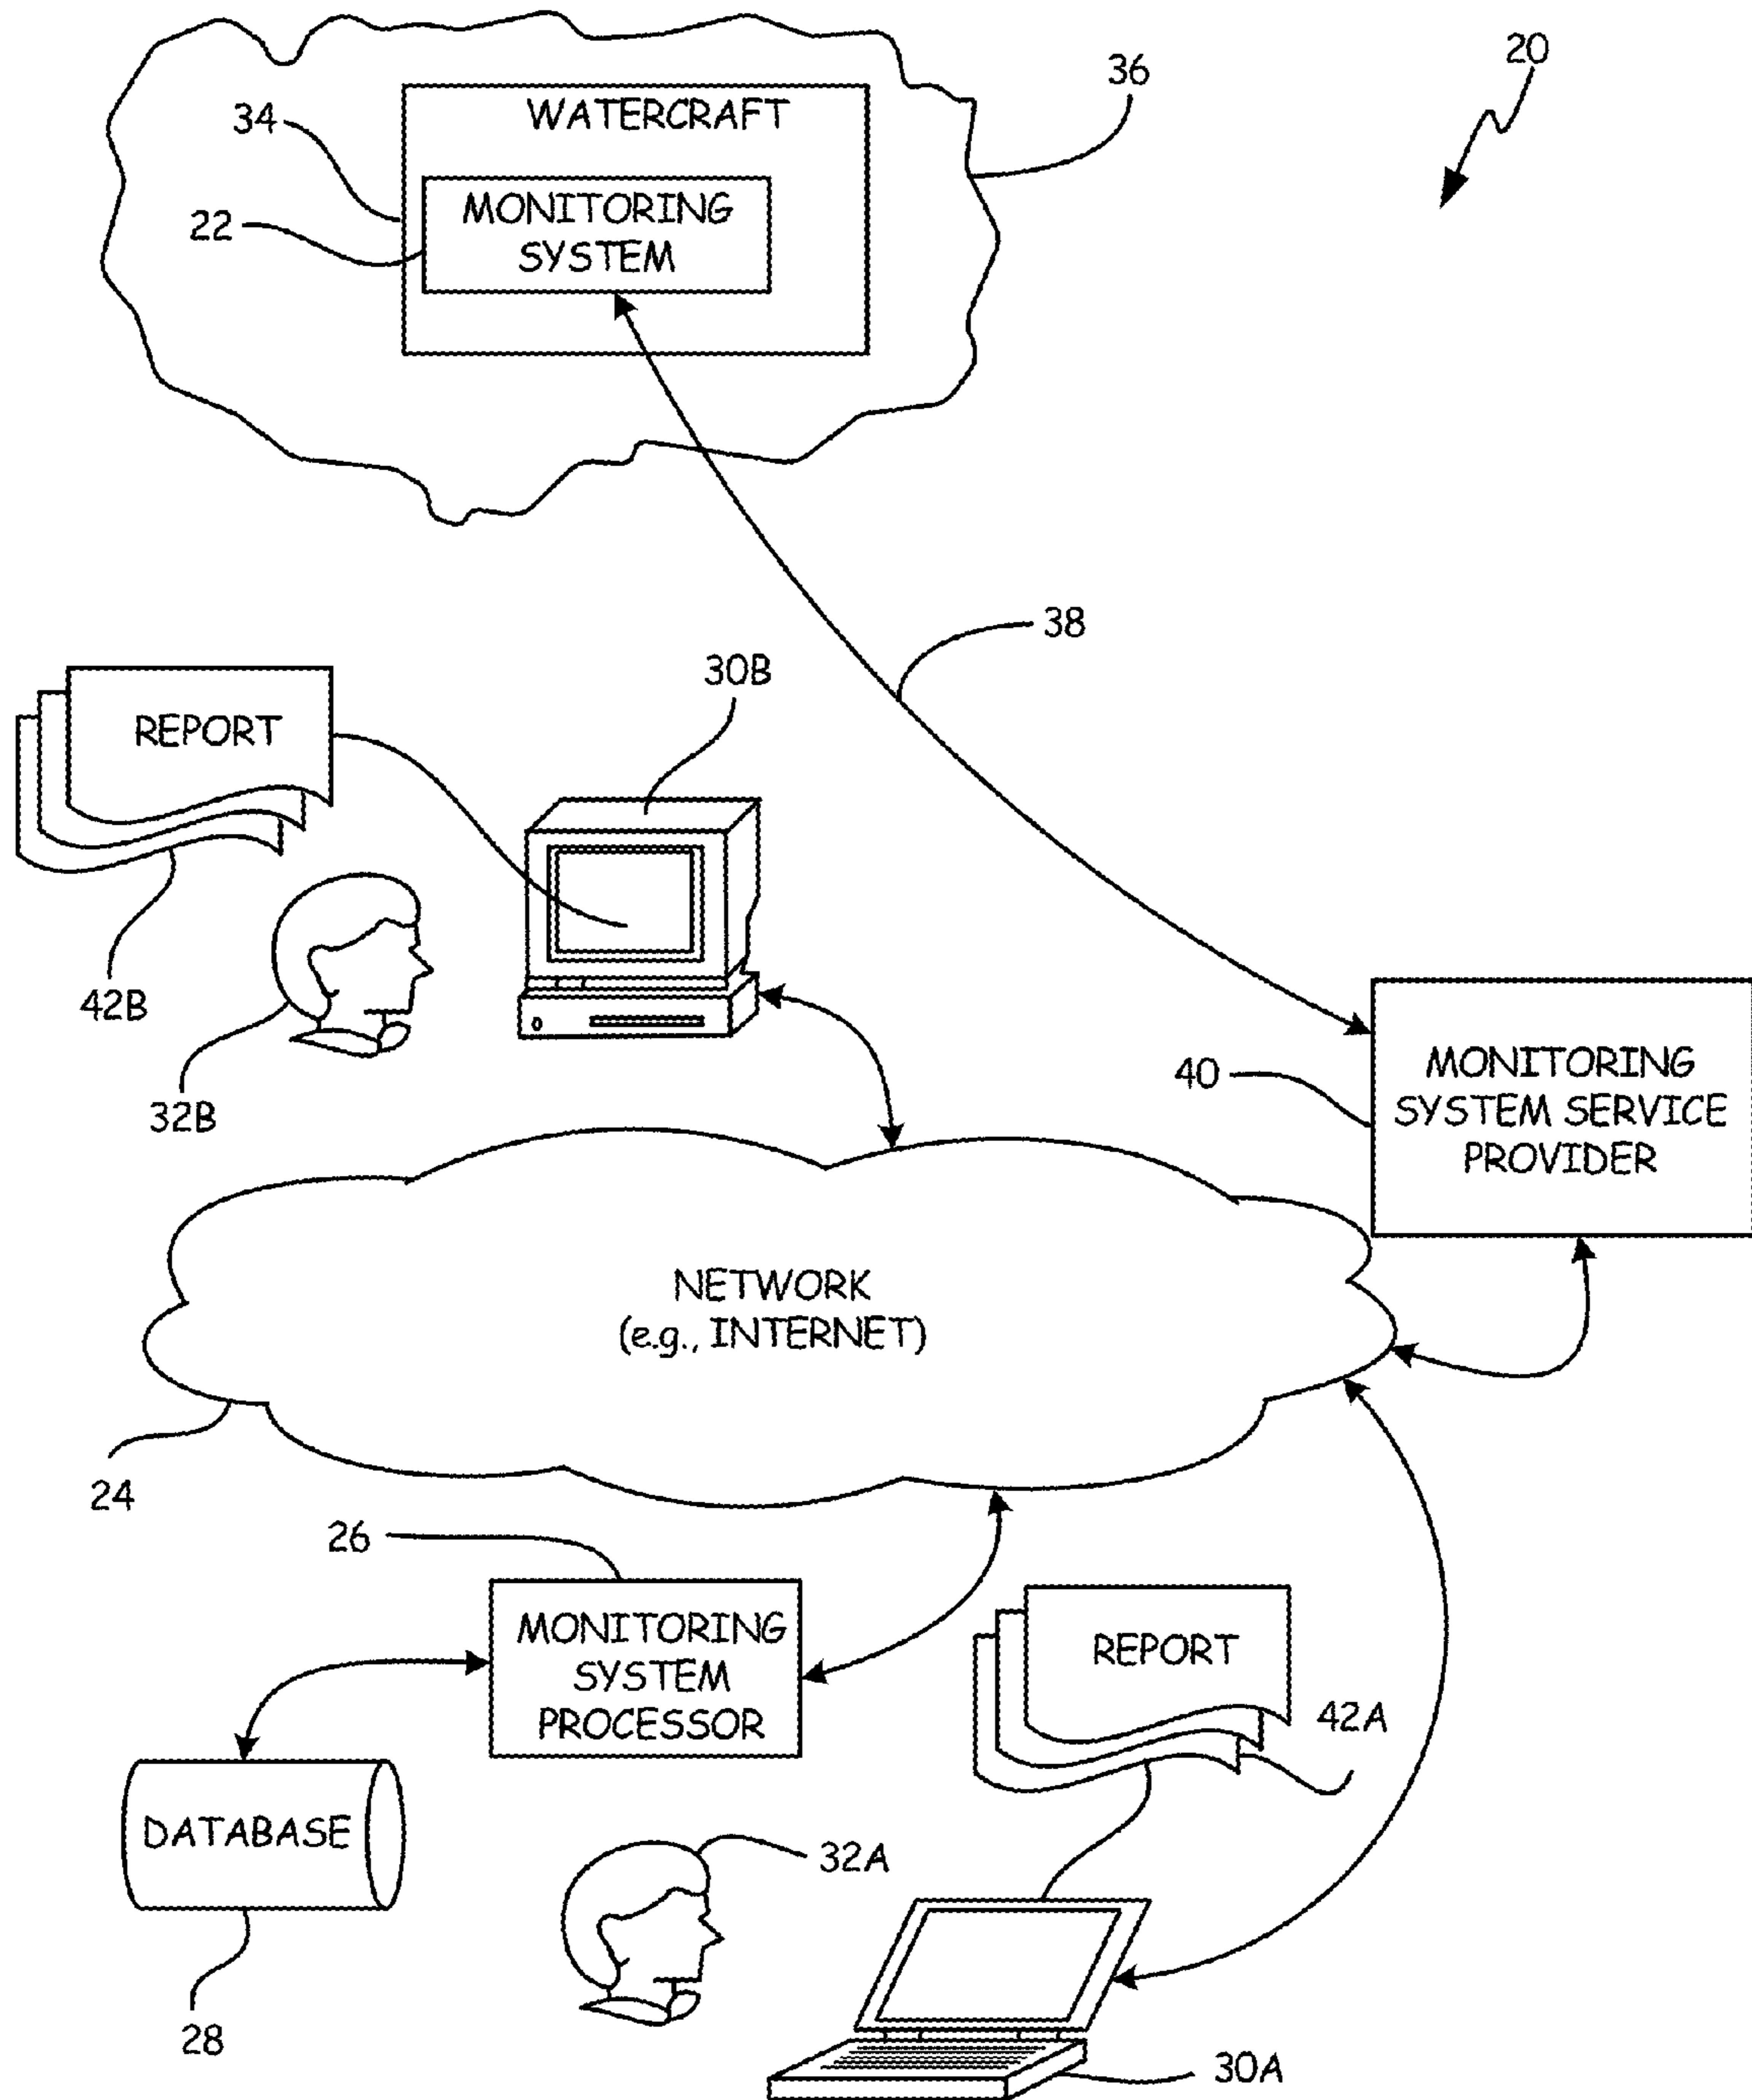 20
36
WATERCRAFT
34
MONITORING
SYSTEM
22
38
30B
REPORT
42B
32B
40
MONITORING
SYSTEM SERVICE
PROVIDER
NETWORK
(e.g., INTERNET)
24
26
MONITORING
SYSTEM
PROCESSOR
REPORT
42A
DATABASE
32A
28
30A